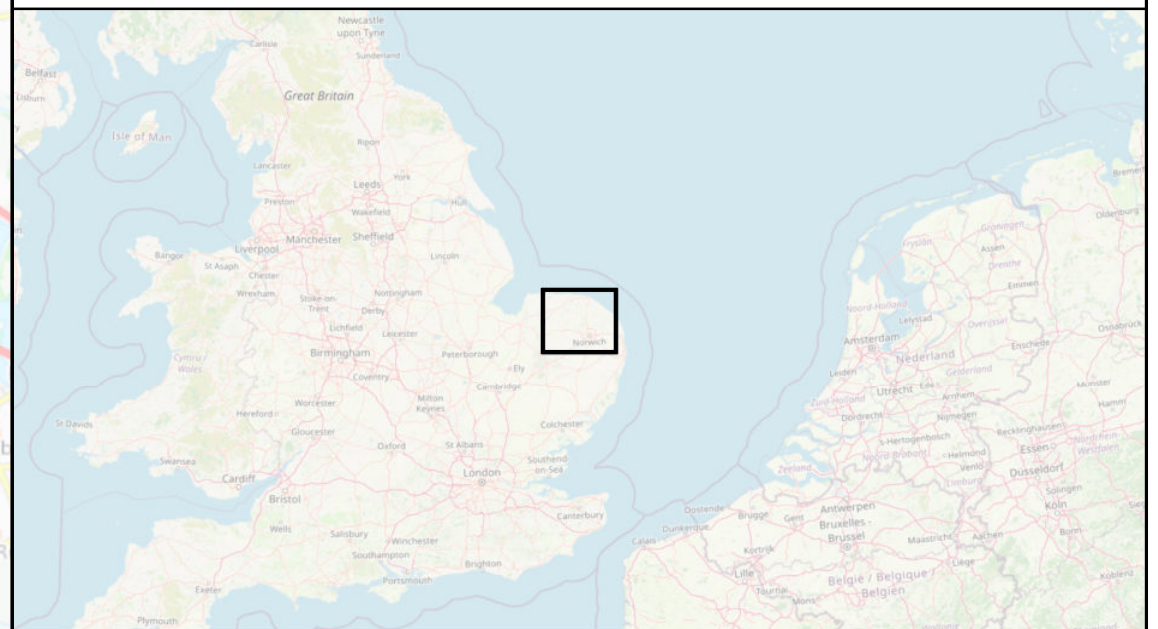 Newcastle
upon Tyne
Carlisle
Sunderland
Belfast
Lisburn
Great Britain
Isle of Man
Ripon
Lancaster
York
Leeds
Preston
Wakefield
Hull
Manchester
Sheffield
Liverpool
Bangor
St Asaph
Lincoln
Chester
Wrexham
Stoke-on-
Trent
Nottingham
Derby
Lichfield
Leicester
Norwich
Birmingham
Peterborough
Cymru /
Wales
Coventry
Ely
Cambridge
Worcester
Milton
Keynes
Hereford
Gloucester
Colchester
St Davids
Oxford
St Albans
Swansea
London
Southend
-on-Sea
Cardiff
Bristol
Canterbury
Wells
Salisbury
Winchester
Southampton
Brighton
Portsmouth
Exeter
Plymouth
Bremen
Oldenburg
Groningen
Fryslân
Assen
Drenthe
Emmen
Noord-Holland
Lelystad
Overijssel
Osnabrück
Amsterdam
Enschede
Nederland
Leiden
Gelderland
Utrecht
Ede
Arnhem
Münster
Zuid-Holland
Hamm
Dordrecht
Nijmegen
's-Hertogenbosch
Recklinghausen
Noord-Brabant
Helmond
Essen
Nordrhein-
Westfalen
Zeeland
Venlo
Limburg
Düsseldorf
Solingen
Oostende
Brugge
Gent
Antwerpen
Köln
Dunkerque
Bruxelles -
Brussel
Calais
Maastricht
Aachen
Bonn
Kortrijk
Lille
Liège
Tournai
België / Belgique
/ Belgien
Koblenz
Mons